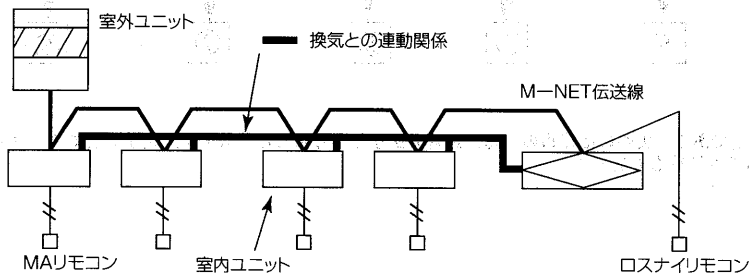 室外ユニット
換気との連動関係
M－NET伝送線
MAリモコン
室内ユニット
ロスナイリモコン